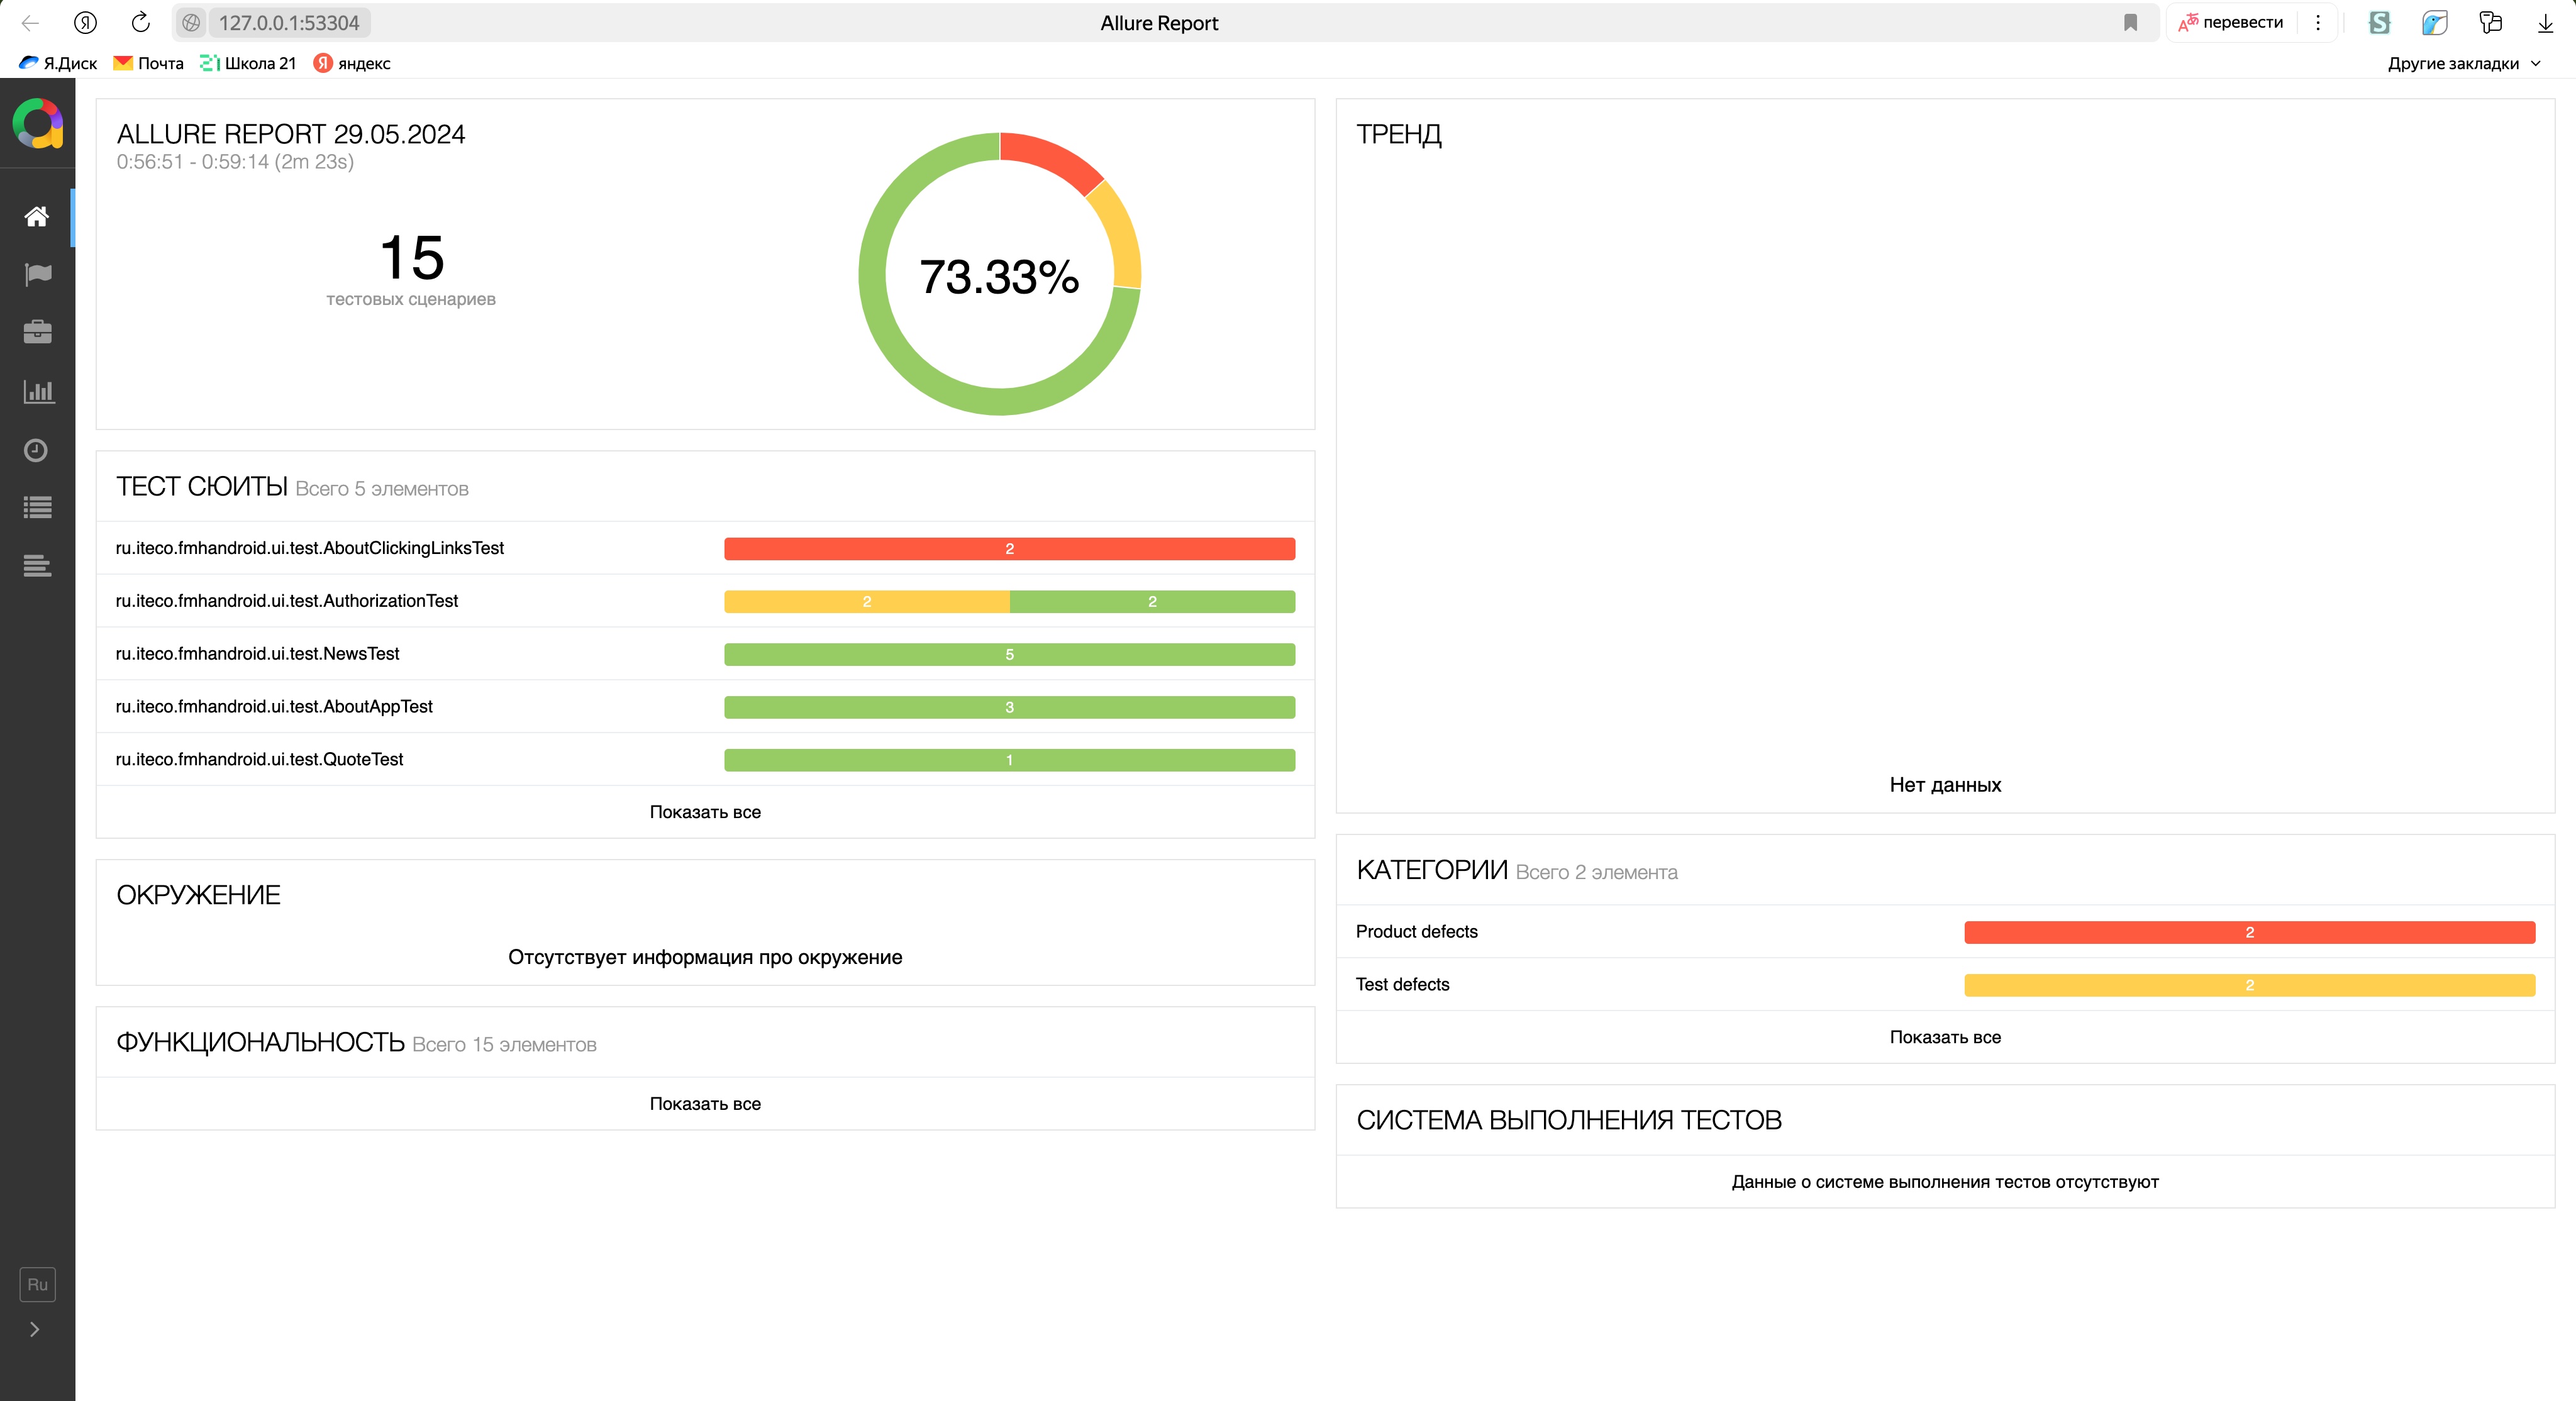 127.0.0.1:53304
Allure Report
перевести
Я.Диск
Почта
Школа 21
яндекс
Другие закладки
ALLURE REPORT 29.05.2024
0:56:51 - 0:59:14 (2m 23s)
15
тестовых сценариев
73.33%
ТЕСТ СЮИТЫ Всего 5 элементов
ru.iteco.fmhandroid.ui.test.AboutClickingLinksTest 2
ru.iteco.fmhandroid.ui.test.AuthorizationTest 2 2
ru.iteco.fmhandroid.ui.test.NewsTest 5
ru.iteco.fmhandroid.ui.test.AboutAppTest 3
ru.iteco.fmhandroid.ui.test.QuoteTest 1
Показать все
ОКРУЖЕНИЕ
Отсутствует информация про окружение
ФУНКЦИОНАЛЬНОСТЬ Всего 15 элементов
Показать все
ТРЕНД
Нет данных
КАТЕГОРИИ Всего 2 элемента
Product defects 2
Test defects 2
Показать все
СИСТЕМА ВЫПОЛНЕНИЯ ТЕСТОВ
Данные о системе выполнения тестов отсутствуют
Ru